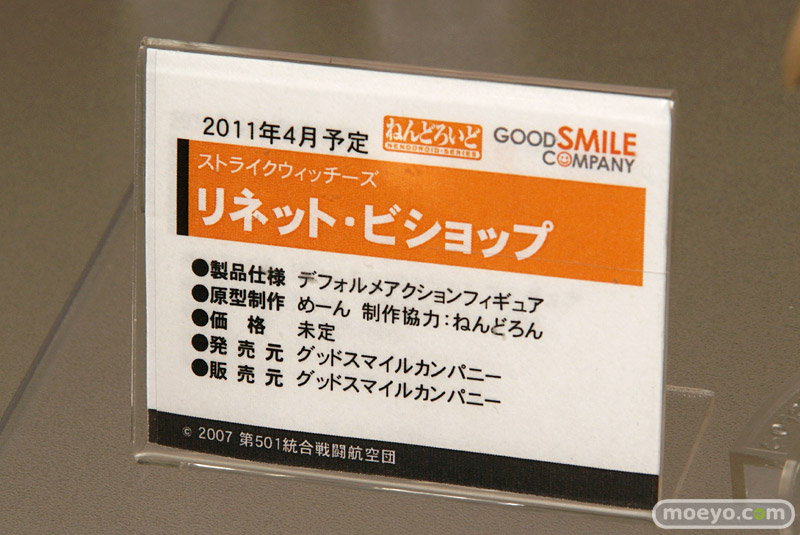 2011年4月予定
ねんどろいど
NENDOROID-SERIES
GOOD SMILE
COMPANY
ストライクウィッチーズ
リネット・ビショップ
●製品仕様 デフォルメアクションフィギュア
●原型制作 めーん 制作協力:ねんどろん
●価格 未定
●発売元 グッドスマイルカンパニー
●販売元 グッドスマイルカンパニー
© 2007 第501統合戦闘航空団
moeyo.com